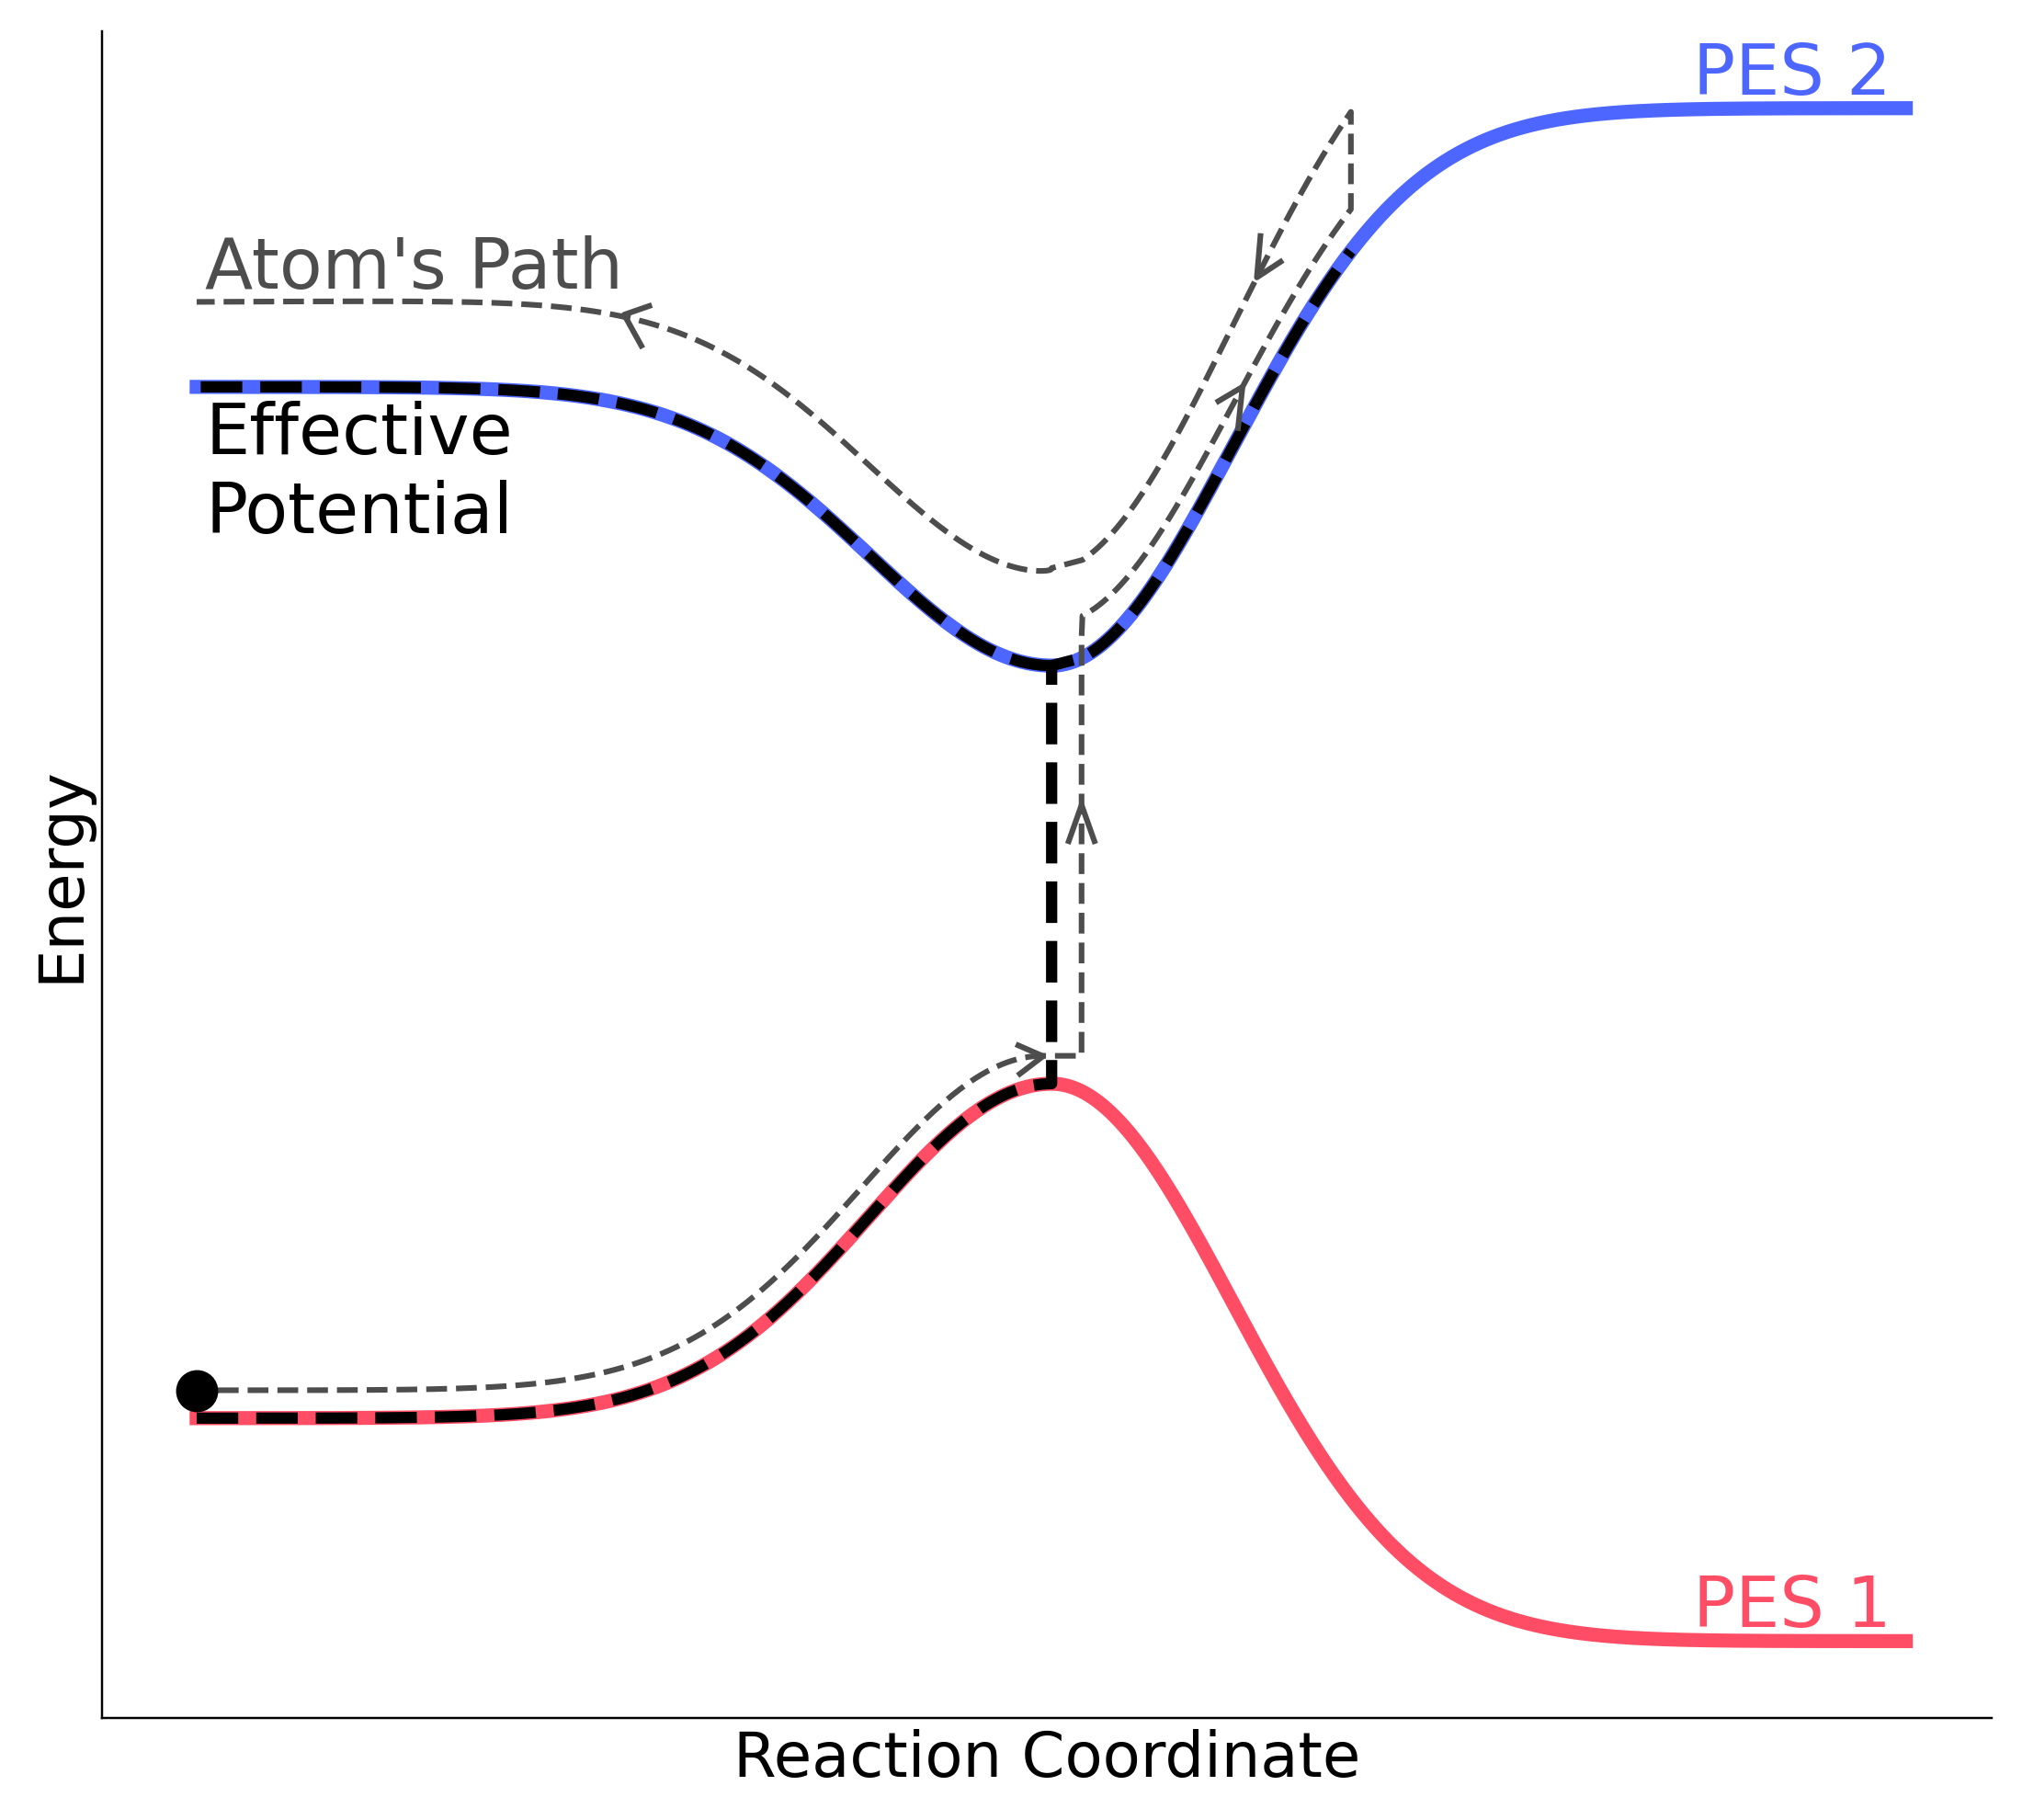 PES 2
Atom's Path
Effective
Potential
Energy
PES 1
Reaction Coordinate